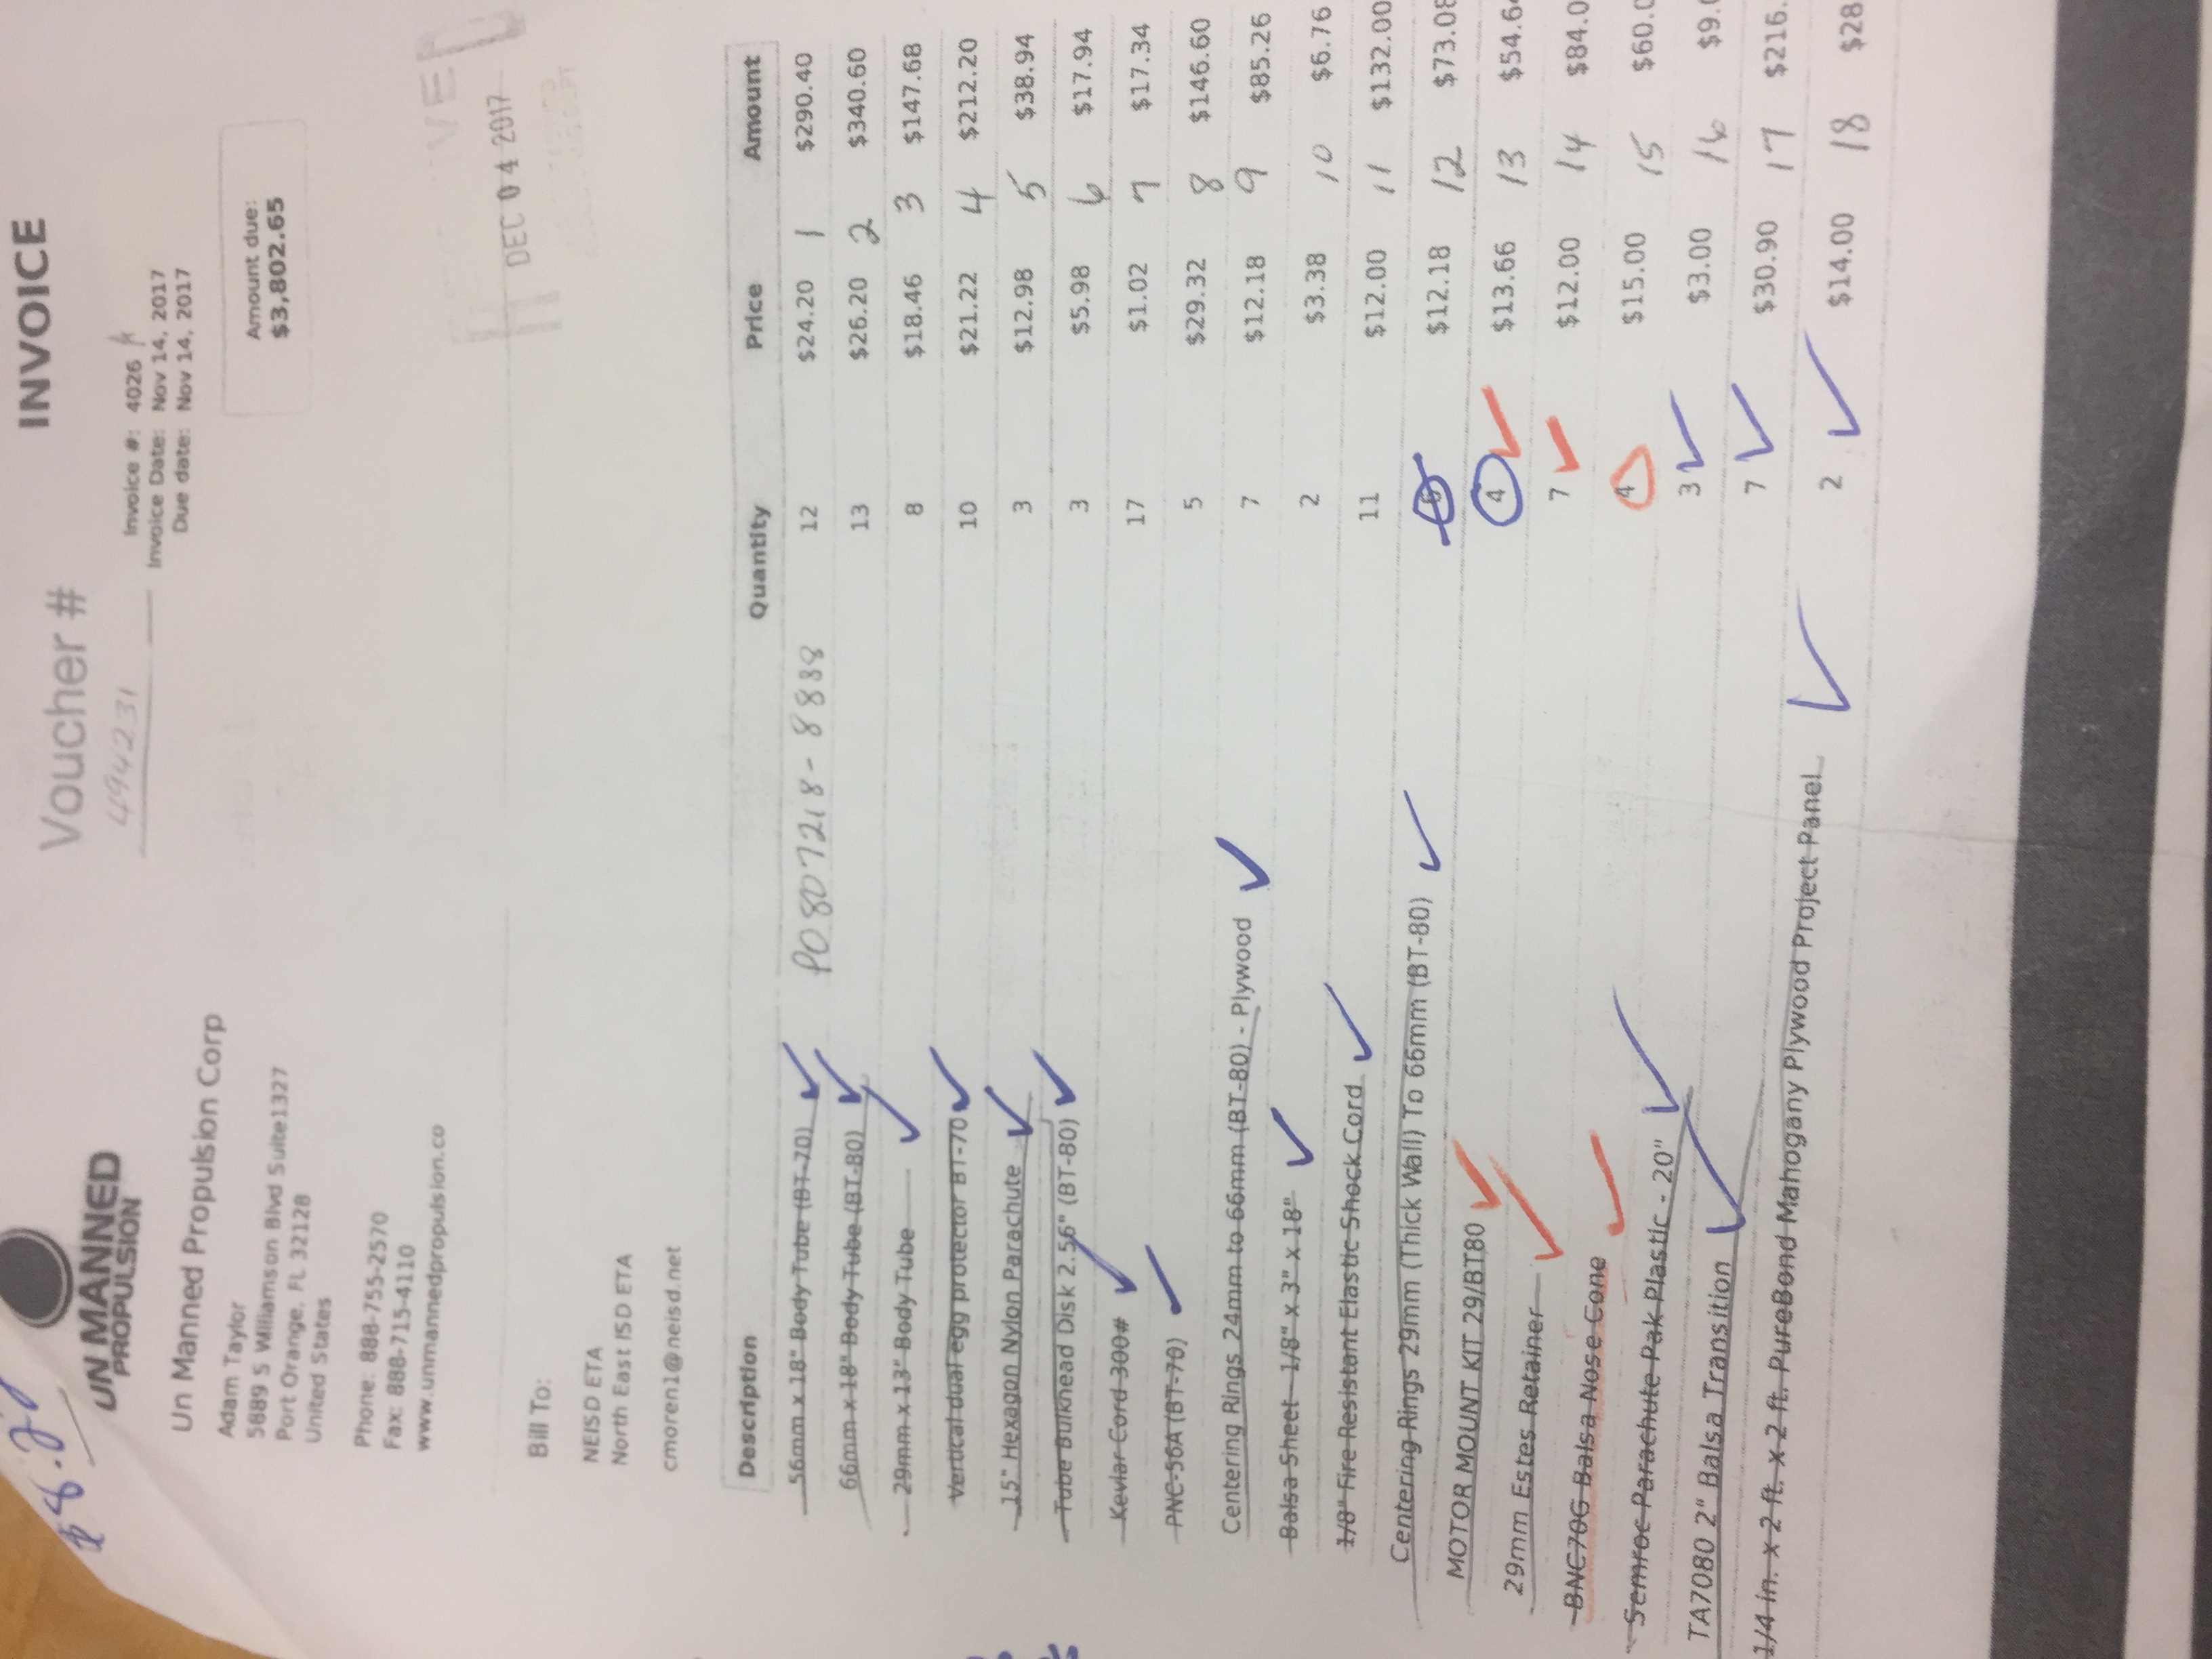 $8.22
UN MANNED
PROPULSION
Voucher #
494231
INVOICE
Invoice #: 4026 A
Invoice Date: Nov 14, 2017
Due date: Nov 14, 2017
Amount due:
$3,802.65
Un Manned Propulsion Corp
Adam Taylor
5889 S Williamson Blvd Suite1327
Port Orange, FL 32128
United States
Phone: 888-755-2570
Fax: 888-715-4110
www.unmannedpropulsion.co
DEC 04 2017
Bill To:
NEISD ETA
North East ISD ETA
cmoren1@neisd.net
Description Quantity Price Amount
56mm x 18" Body Tube (BT-70) PO807218-8888 12 $24.20 1 $290.40
66mm x 18" Body Tube (BT-80) 13 $26.20 2 $340.60
29mm x 13" Body Tube 8 $18.46 3 $147.68
Vertical dual egg protector BT-70 10 $21.22 4 $212.20
15" Hexagon Nylon Parachute 3 $12.98 5 $38.94
Tube Bulkhead Disk 2.56" (BT-80) 3 $5.98 6 $17.94
Kevlar Cord 300# 17 $1.02 7 $17.34
PNC-56A (BT-70) 5 $29.32 8 $146.60
Centering Rings 24mm to 66mm (BT-80) - Plywood 7 $12.18 9 $85.26
Balsa Sheet - 1/8" x 3" x 18" 2 $3.38 10 $6.76
1/8" Fire Resistant Elastic Shock Cord 11 $12.00 11 $132.00
Centering Rings 29mm (Thick Wall) To 66mm (BT-80) 6 $12.18 12 $73.08
MOTOR MOUNT KIT 29/BT80 4 $13.66 13 $54.64
29mm Estes Retainer 7 $12.00 14 $84.0
BNC70G Balsa Nose Cone 4 $15.00 15 $60.0
Semroc Parachute Pak Plastic - 20" 3 $3.00 16 $9.0
TA7080 2" Balsa Transition 7 $30.90 17 $216.
1/4 in. x 2 ft. x 2 ft. PureBond Mahogany Plywood Project Panel 2 $14.00 18 $28